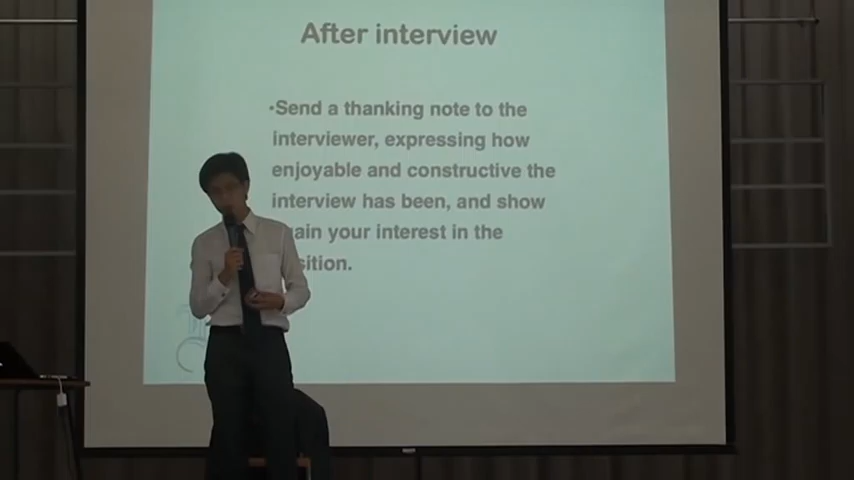 After interview
•Send a thanking note to the
interviewer, expressing how
enjoyable and constructive the
interview has been, and show
your interest in the